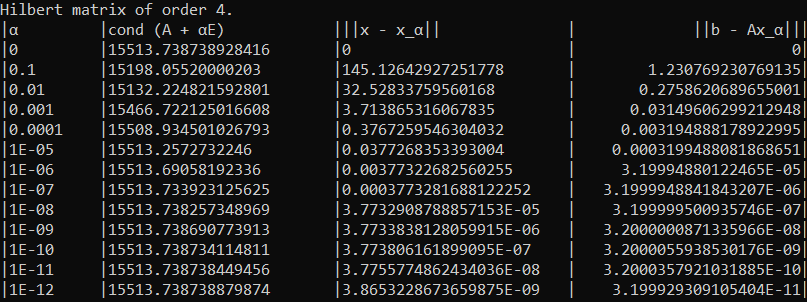 Hilbert matrix of order 4.
|α |cond (A + αE) |||x - x_α|| | ||b - Ax_α|||
|0 |15513.738738928416 |0 | 0|
|0.1 |15198.05520000203 |145.12642927251778 | 1.230769230769135|
|0.01 |15132.224821592801 |32.52833759560168 | 0.2758620689655001|
|0.001 |15466.722125016608 |3.713865316067835 | 0.03149606299212948|
|0.0001 |15508.934501026793 |0.3767259546304032 | 0.003194888178922995|
|1E-05 |15513.2572732246 |0.0377268353393004 | 0.0003199488081868651|
|1E-06 |15513.69058192336 |0.00377322682560255 | 3.19994880122465E-05|
|1E-07 |15513.733923125625 |0.0003773281688122252 | 3.1999948841843207E-06|
|1E-08 |15513.738257348969 |3.7732908788857153E-05 | 3.199999500935746E-07|
|1E-09 |15513.738690773913 |3.7733838128059915E-06 | 3.2000000871335966E-08|
|1E-10 |15513.738734114811 |3.773806161899095E-07 | 3.2000055938530176E-09|
|1E-11 |15513.738738449456 |3.7755774862434036E-08 | 3.2000357921031885E-10|
|1E-12 |15513.738738879874 |3.8653228673659875E-09 | 3.199929309105404E-11|